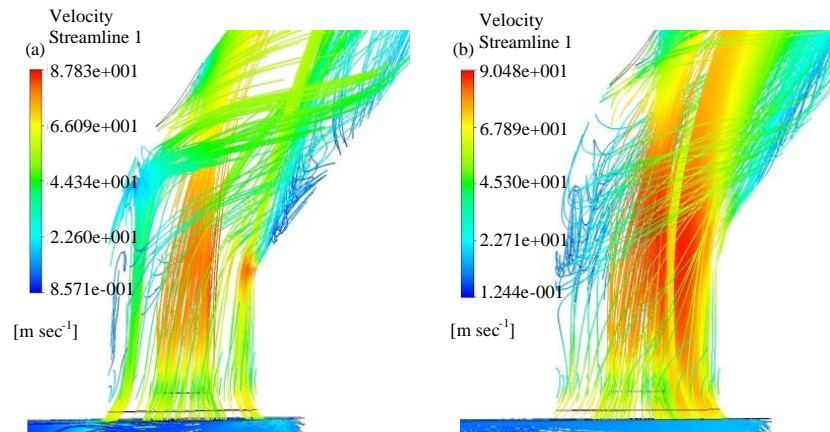 Velocity
Streamline 1
(a)
8.783e+001
6.609e+001
4.434e+001
2.260e+001
8.571e-001
[m sec⁻¹]
Velocity
Streamline 1
(b)
9.048e+001
6.789e+001
4.530e+001
2.271e+001
1.244e-001
[m sec⁻¹]